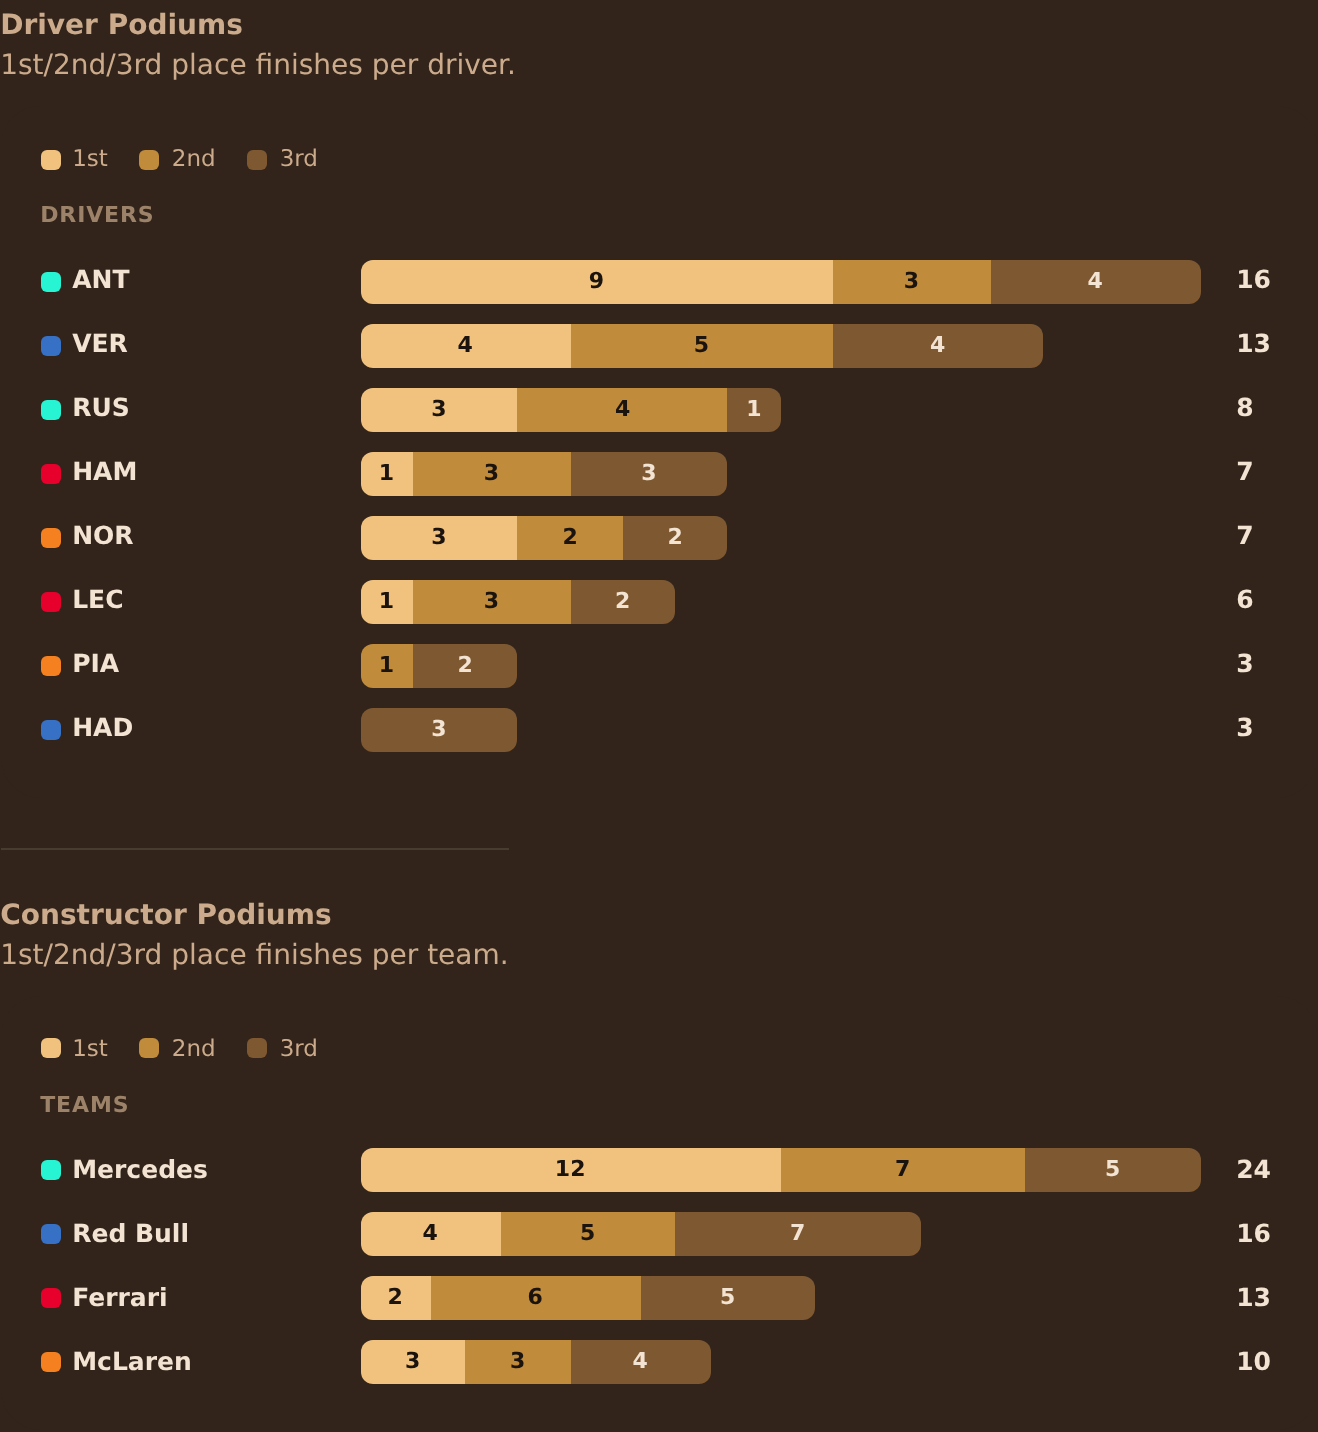 Driver Podiums
1st/2nd/3rd place finishes per driver.
1st 2nd 3rd
DRIVERS
ANT 9 3 4 16
VER 4 5 4 13
RUS 3 4 1 8
HAM 1 3 3 7
NOR 3 2 2 7
LEC 1 3 2 6
PIA 1 2 3
HAD 3 3
Constructor Podiums
1st/2nd/3rd place finishes per team.
1st 2nd 3rd
TEAMS
Mercedes 12 7 5 24
Red Bull 4 5 7 16
Ferrari 2 6 5 13
McLaren 3 3 4 10